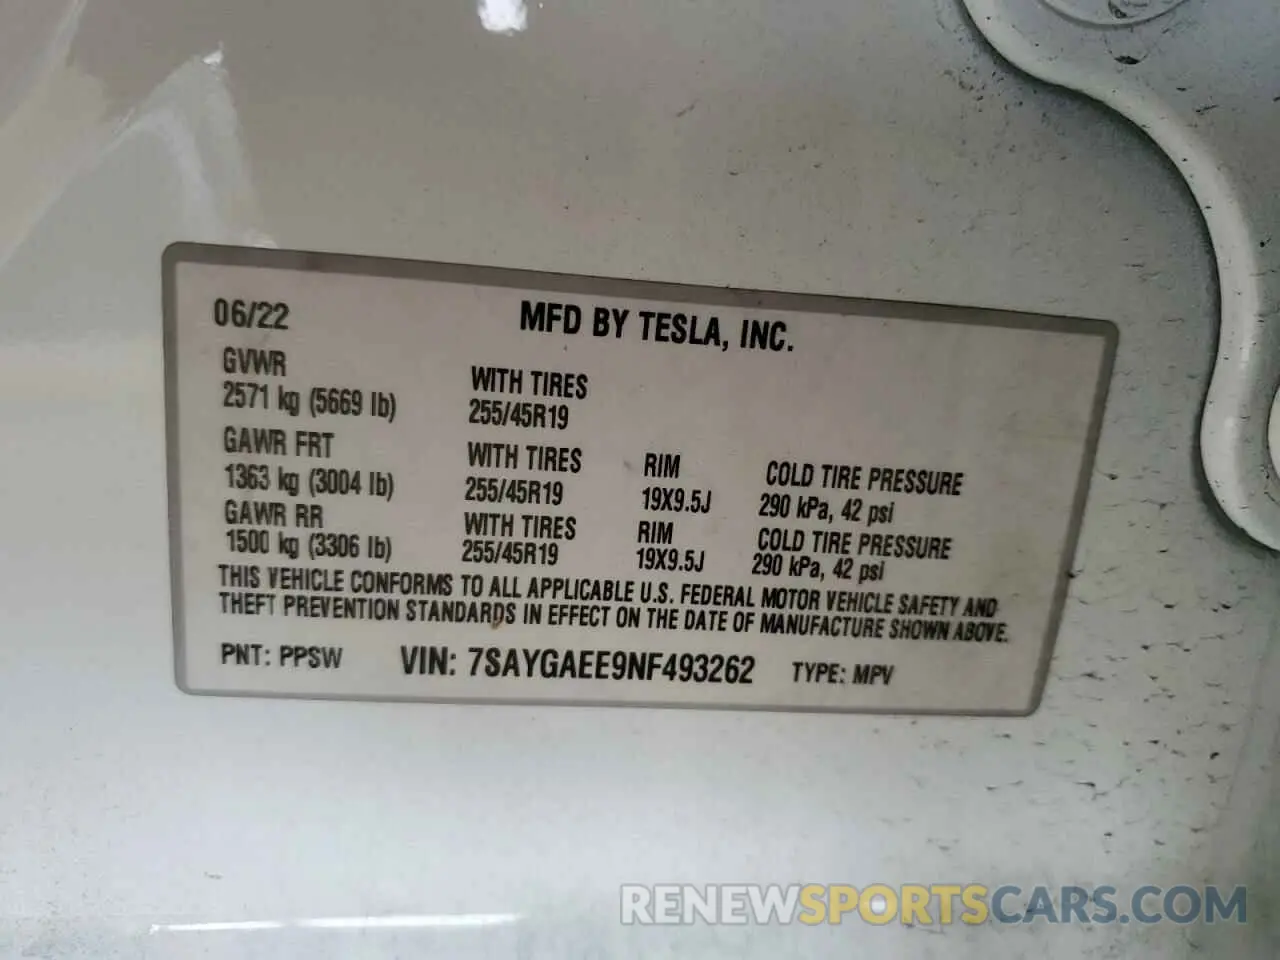 06/22 MFD BY TESLA, INC.
GVWR
2571 kg (5669 lb) WITH TIRES 255/45R19
GAWR FRT WITH TIRES RIM COLD TIRE PRESSURE
1363 kg (3004 lb) 255/45R19 19X9.5J 290 kPa, 42 psi
GAWR RR WITH TIRES RIM COLD TIRE PRESSURE
1500 kg (3306 lb) 255/45R19 19X9.5J 290 kPa, 42 psi
THIS VEHICLE CONFORMS TO ALL APPLICABLE U.S. FEDERAL MOTOR VEHICLE SAFETY AND
THEFT PREVENTION STANDARDS IN EFFECT ON THE DATE OF MANUFACTURE SHOWN ABOVE.
PNT: PPSW VIN: 7SAYGAEE9NF493262 TYPE: MPV
RENEWSPORTSCARS.COM